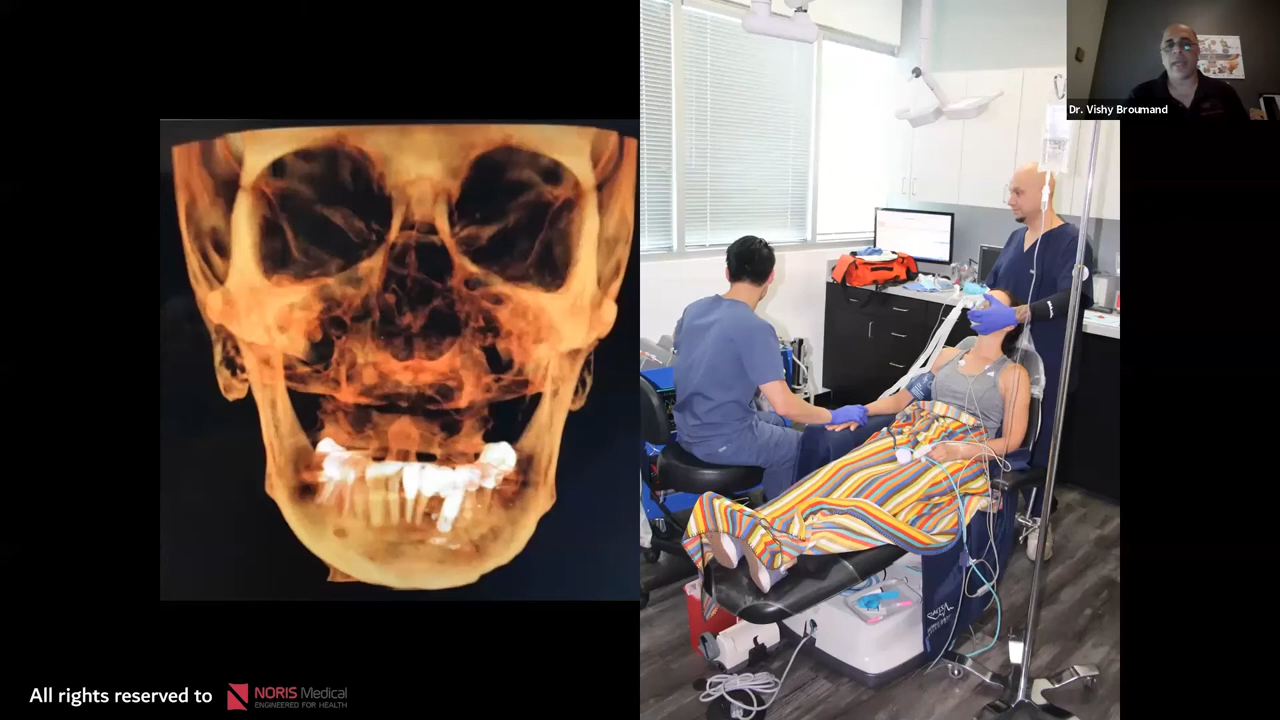 Dr. Vishy Broumand
All rights reserved to
NORIS Medical
ENGINEERED FOR HEALTH